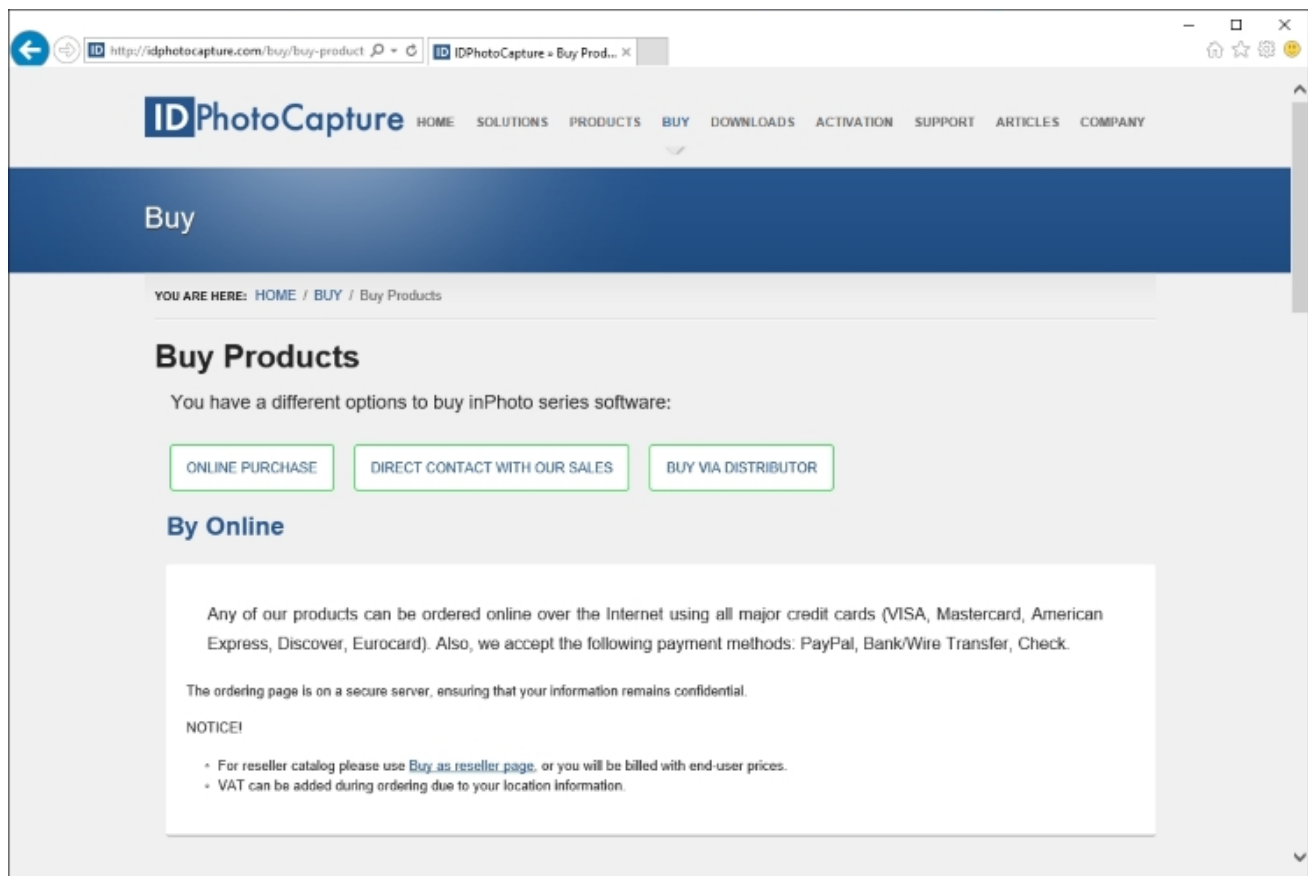 http://idphotocapture.com/buy/buy-product
ID IDPhotoCapture » Buy Prod...
IDPhotoCapture
HOME SOLUTIONS PRODUCTS BUY DOWNLOADS ACTIVATION SUPPORT ARTICLES COMPANY
Buy
YOU ARE HERE: HOME / BUY / Buy Products
Buy Products
You have a different options to buy inPhoto series software:
ONLINE PURCHASE DIRECT CONTACT WITH OUR SALES BUY VIA DISTRIBUTOR
By Online
Any of our products can be ordered online over the Internet using all major credit cards (VISA, Mastercard, American
Express, Discover, Eurocard). Also, we accept the following payment methods: PayPal, Bank/Wire Transfer, Check.
The ordering page is on a secure server, ensuring that your information remains confidential.
NOTICE!
◦ For reseller catalog please use Buy as reseller page, or you will be billed with end-user prices.
◦ VAT can be added during ordering due to your location information.